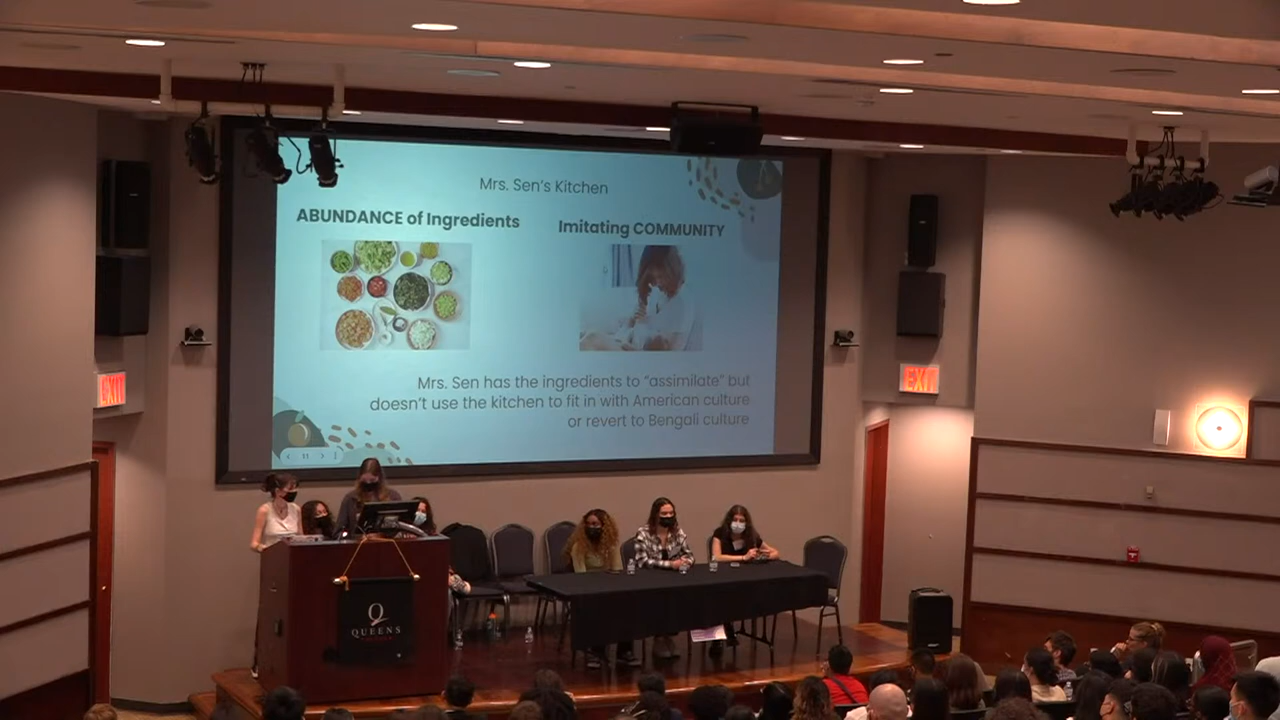 Mrs. Sen's Kitchen
ABUNDANCE of Ingredients
Imitating COMMUNITY
Mrs. Sen has the ingredients to "assimilate" but
doesn't use the kitchen to fit in with American culture
or revert to Bengali culture
EXIT
EXIT
Q
QUEENS